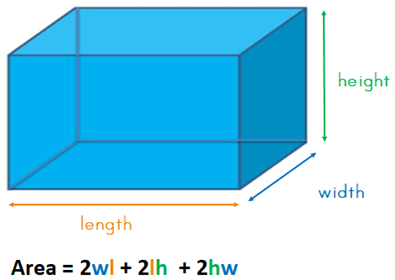 height
width
length
Area = 2wl + 2lh + 2hw